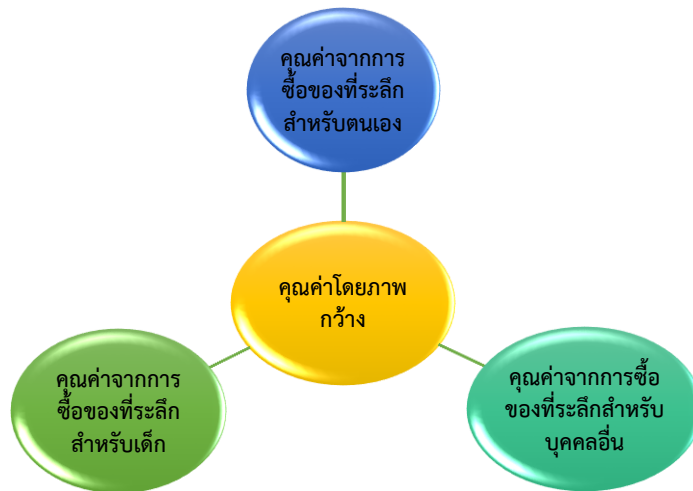 คุณค่าจากการ
ซื้อของที่ระลึก
สำหรับตนเอง
คุณค่าโดยภาพ
กว้าง
คุณค่าจากการ
ซื้อของที่ระลึก
สำหรับเด็ก
คุณค่าจากการซื้อ
ของที่ระลึกสำหรับ
บุคคลอื่น